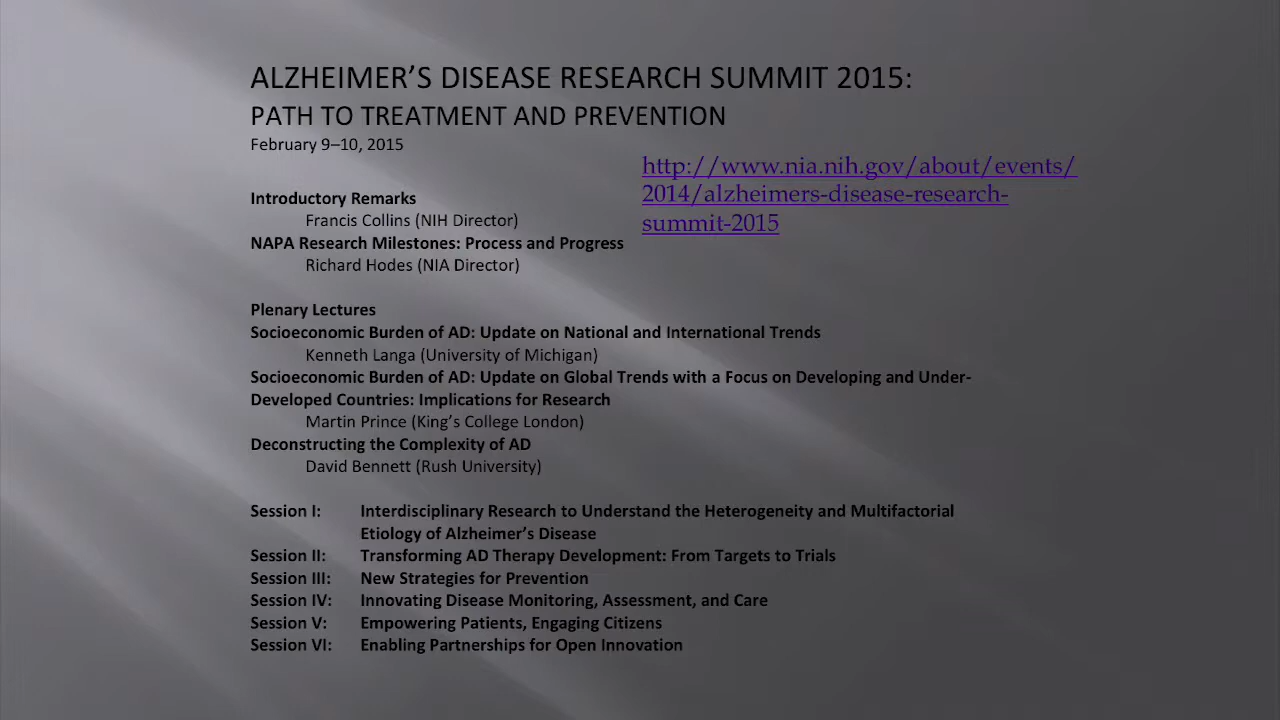 ALZHEIMER’S DISEASE RESEARCH SUMMIT 2015:
PATH TO TREATMENT AND PREVENTION
February 9–10, 2015
http://www.nia.nih.gov/about/events/
2014/alzheimers-disease-research-
summit-2015
Introductory Remarks
Francis Collins (NIH Director)
NAPA Research Milestones: Process and Progress
Richard Hodes (NIA Director)
Plenary Lectures
Socioeconomic Burden of AD: Update on National and International Trends
Kenneth Langa (University of Michigan)
Socioeconomic Burden of AD: Update on Global Trends with a Focus on Developing and Under-
Developed Countries: Implications for Research
Martin Prince (King’s College London)
Deconstructing the Complexity of AD
David Bennett (Rush University)
Session I: Interdisciplinary Research to Understand the Heterogeneity and Multifactorial
Etiology of Alzheimer’s Disease
Session II: Transforming AD Therapy Development: From Targets to Trials
Session III: New Strategies for Prevention
Session IV: Innovating Disease Monitoring, Assessment, and Care
Session V: Empowering Patients, Engaging Citizens
Session VI: Enabling Partnerships for Open Innovation